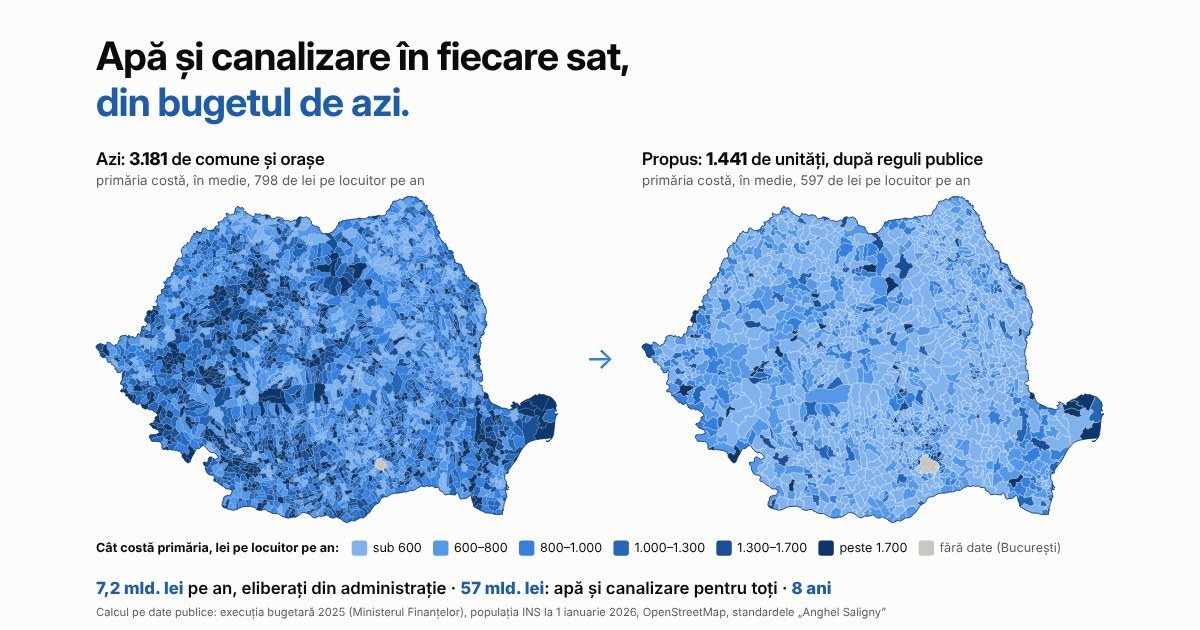 Apă și canalizare în fiecare sat,
din bugetul de azi.
Azi: 3.181 de comune și orașe
primăria costă, în medie, 798 de lei pe locuitor pe an
Propus: 1.441 de unități, după reguli publice
primăria costă, în medie, 597 de lei pe locuitor pe an
→
Cât costă primăria, lei pe locuitor pe an: sub 600 600–800 800–1.000 1.000–1.300 1.300–1.700 peste 1.700 fără date (București)
7,2 mld. lei pe an, eliberați din administrație · 57 mld. lei: apă și canalizare pentru toți · 8 ani
Calcul pe date publice: execuția bugetară 2025 (Ministerul Finanțelor), populația INS la 1 ianuarie 2026, OpenStreetMap, standardele „Anghel Saligny”